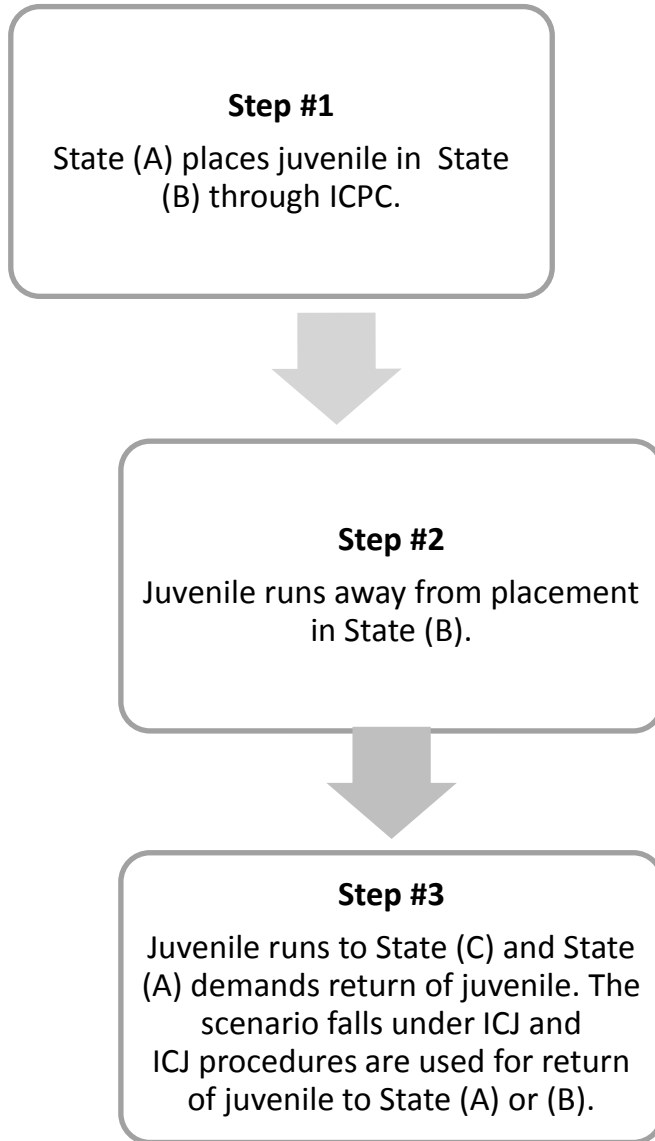 Step #1
State (A) places juvenile in State
(B) through ICPC.
Step #2
Juvenile runs away from placement
in State (B).
Step #3
Juvenile runs to State (C) and State
(A) demands return of juvenile. The
scenario falls under ICJ and
ICJ procedures are used for return
of juvenile to State (A) or (B).